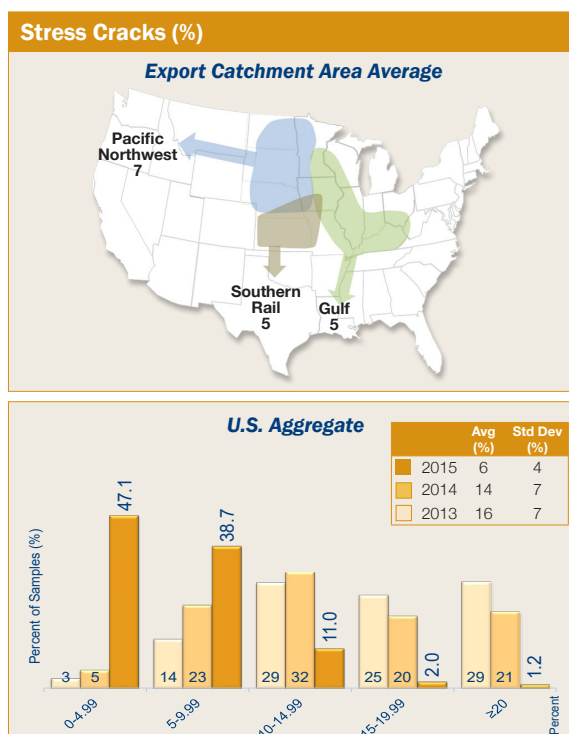 Stress Cracks (%)
Export Catchment Area Average
Pacific
Northwest
7
Southern
Rail
5
Gulf
5
U.S. Aggregate
Avg Std Dev
(%) (%)
2015 6 4
2014 14 7
2013 16 7
Percent of Samples (%)
3 5 47.1
14 23 38.7
29 32 11.0
25 20 2.0
29 21 1.2
0-4.99
5-9.99
10-14.99
15-19.99
≥20
Percent